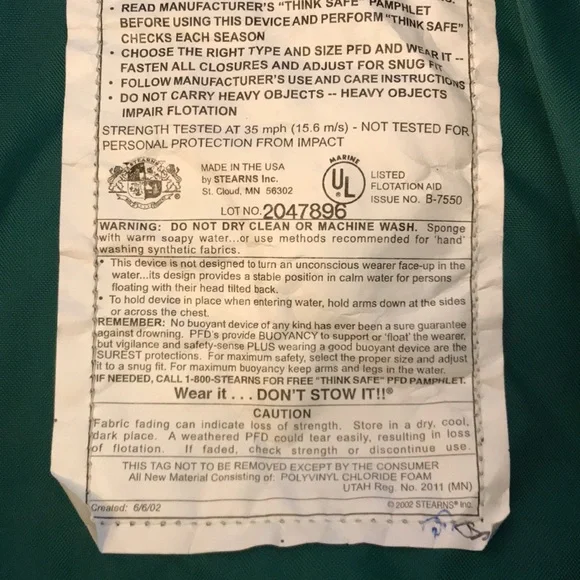 • READ MANUFACTURER'S "THINK SAFE" PAMPHLET
BEFORE USING THIS DEVICE AND PERFORM "THINK SAFE"
CHECKS EACH SEASON
• CHOOSE THE RIGHT TYPE AND SIZE PFD AND WEAR IT --
FASTEN ALL CLOSURES AND ADJUST FOR SNUG FIT
• FOLLOW MANUFACTURER'S USE AND CARE INSTRUCTIONS
• DO NOT CARRY HEAVY OBJECTS -- HEAVY OBJECTS
IMPAIR FLOTATION
STRENGTH TESTED AT 35 mph (15.6 m/s) - NOT TESTED FOR
PERSONAL PROTECTION FROM IMPACT
STEARNS
MADE IN THE USA
by STEARNS Inc.
St. Cloud, MN 56302
MARINE
UL
LISTED
FLOTATION AID
ISSUE NO. B-7550
LOT NO. 2047896
WARNING: DO NOT DRY CLEAN OR MACHINE WASH. Sponge
with warm soapy water...or use methods recommended for 'hand'
washing synthetic fabrics.
• This device is not designed to turn an unconscious wearer face-up in the
water...its design provides a stable position in calm water for persons
floating with their head tilted back.
• To hold device in place when entering water, hold arms down at the sides
or across the chest.
REMEMBER: No buoyant device of any kind has ever been a sure guarantee
against drowning. PFD's provide BUOYANCY to support or 'float' the wearer,
but vigilance and safety-sense PLUS wearing a good buoyant device are the
SUREST protections. For maximum safety, select the proper size and adjust
it to a snug fit. For maximum buoyancy keep arms and legs in the water.
*IF NEEDED, CALL 1-800-STEARNS FOR FREE "THINK SAFE" PFD PAMPHLET.
Wear it . . . DON'T STOW IT!!®
CAUTION
Fabric fading can indicate loss of strength. Store in a dry, cool,
dark place. A weathered PFD could tear easily, resulting in loss
of flotation. If faded, check strength or discontinue use.
THIS TAG NOT TO BE REMOVED EXCEPT BY THE CONSUMER
All New Material Consisting of: POLYVINYL CHLORIDE FOAM
UTAH Reg. No. 2011 (MN)
Created: 6/6/02
© 2002 STEARNS® Inc.